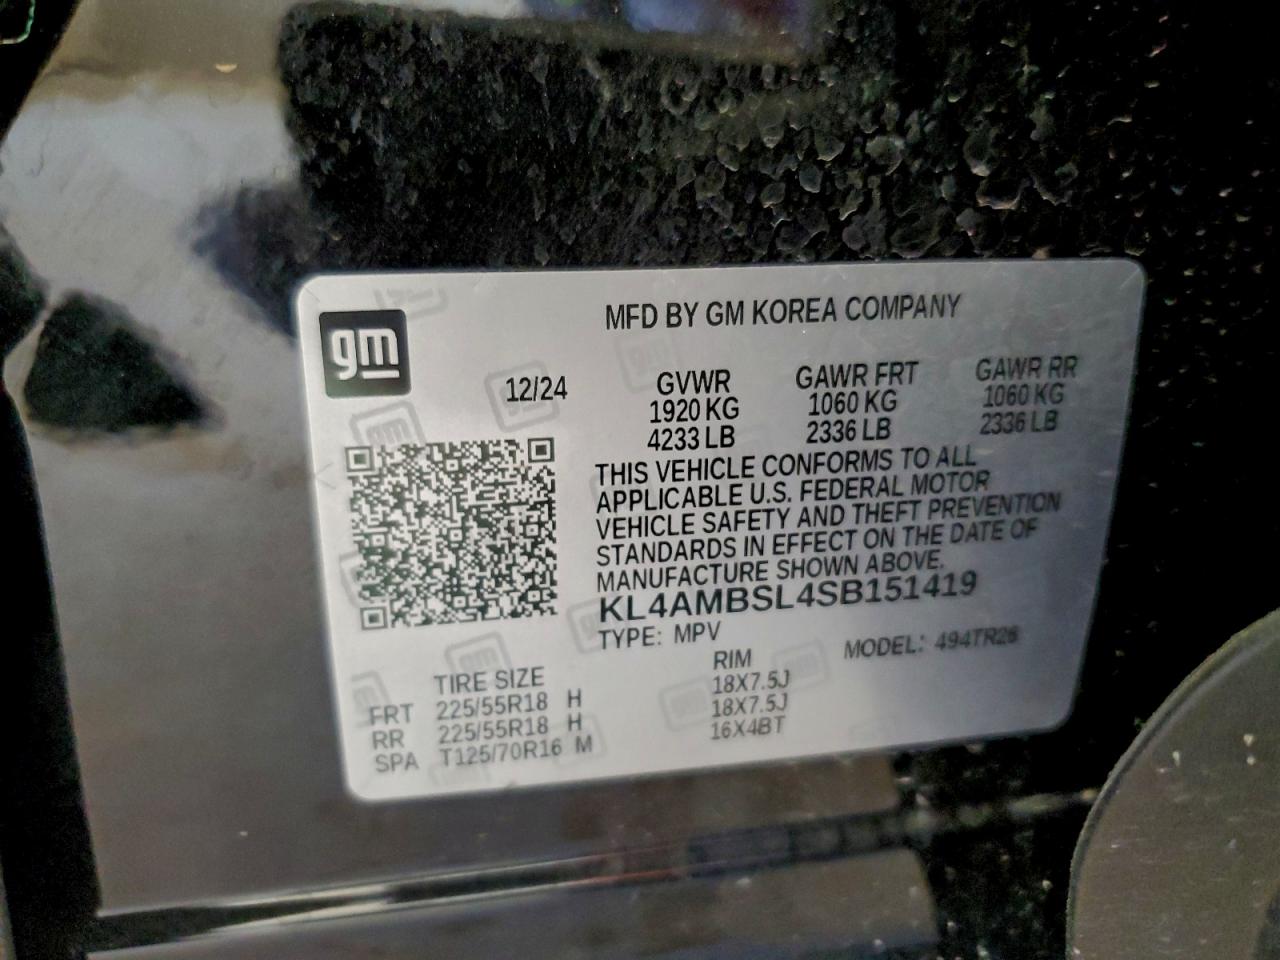 gm
MFD BY GM KOREA COMPANY
12/24 GVWR GAWR FRT GAWR RR
1920 KG 1060 KG 1060 KG
4233 LB 2336 LB 2336 LB
THIS VEHICLE CONFORMS TO ALL
APPLICABLE U.S. FEDERAL MOTOR
VEHICLE SAFETY AND THEFT PREVENTION
STANDARDS IN EFFECT ON THE DATE OF
MANUFACTURE SHOWN ABOVE.
KL4AMBSL4SB151419
TYPE: MPV MODEL: 494TR26
TIRE SIZE RIM
FRT 225/55R18 H 18X7.5J
RR 225/55R18 H 18X7.5J
SPA T125/70R16 M 16X4BT